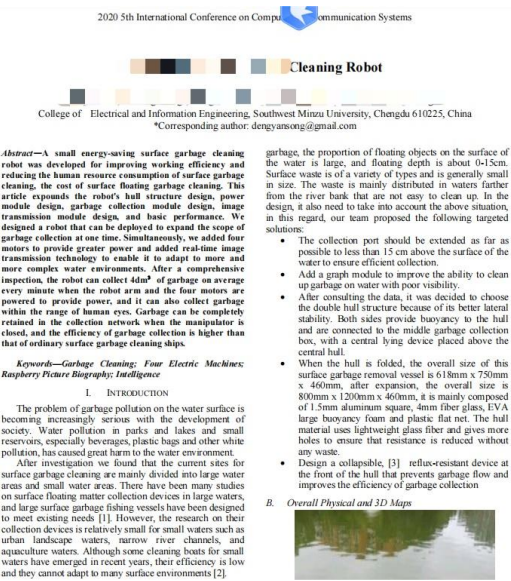 2020 5th International Conference on Compu ommunication Systems
Cleaning Robot
College of Electrical and Information Engineering, Southwest Minzu University, Chengdu 610225, China
*Corresponding author: dengyansong@gmail.com
Abstract—A small energy-saving surface garbage cleaning
robot was developed for improving working efficiency and
reducing the human resource consumption of surface garbage
cleaning, the cost of surface floating garbage cleaning. This
article expounds the robot's hull structure design, power
module design, garbage collection module design, image
transmission module design, and basic performance. We
designed a robot that can be deployed to expand the scope of
garbage collection at one time. Simultaneously, we added four
motors to provide greater power and added real-time image
transmission technology to enable it to adapt to more and
more complex water environments. After a comprehensive
inspection, the robot can collect 4dm³ of garbage on average
every minute when the robot arm and the four motors are
powered to provide power, and it can also collect garbage
within the range of human eyes. Garbage can be completely
retained in the collection network when the manipulator is
closed, and the efficiency of garbage collection is higher than
that of ordinary surface garbage cleaning ships.
Keywords—Garbage Cleaning; Four Electric Machines;
Raspberry Picture Biography; Intelligence
I. INTRODUCTION
The problem of garbage pollution on the water surface is
becoming increasingly serious with the development of
society. Water pollution in parks and lakes and small
reservoirs, especially beverages, plastic bags and other white
pollution, has caused great harm to the water environment.
After investigation we found that the current sites for
surface garbage cleaning are mainly divided into large water
areas and small water areas. There have been many studies
on surface floating matter collection devices in large waters,
and large surface garbage fishing vessels have been designed
to meet existing needs [1]. However, the research on their
collection devices is relatively small for small waters such as
urban landscape waters, narrow river channels, and
aquaculture waters. Although some cleaning boats for small
waters have emerged in recent years, their efficiency is low
and they cannot adapt to many surface environments [2].
garbage, the proportion of floating objects on the surface of
the water is large, and floating depth is about 0-15cm.
Surface waste is of a variety of types and is generally small
in size. The waste is mainly distributed in waters farther
from the river bank that are not easy to clean up. In the
design, it also need to take into account the above situation,
in this regard, our team proposed the following targeted
solutions:
• The collection port should be extended as far as
possible to less than 15 cm above the surface of the
water to ensure efficient collection.
• Add a graph module to improve the ability to clean
up garbage on water with poor visibility.
• After consulting the data, it was decided to choose
the double hull structure because of its better lateral
stability. Both sides provide buoyancy to the hull
and are connected to the middle garbage collection
box, with a central lying device placed above the
central hull.
• When the hull is folded, the overall size of this
surface garbage removal vessel is 618mm x 750mm
x 460mm, after expansion, the overall size is
800mm x 1200mm x 460mm, it is mainly composed
of 1.5mm aluminum square, 4mm fiber glass, EVA
large buoyancy foam and plastic flat net. The hull
material uses lightweight glass fiber and gives more
holes to ensure that resistance is reduced without
any waste.
• Design a collapsible, [3] reflux-resistant device at
the front of the hull that prevents garbage flow and
improves the efficiency of garbage collection
B. Overall Physical and 3D Maps